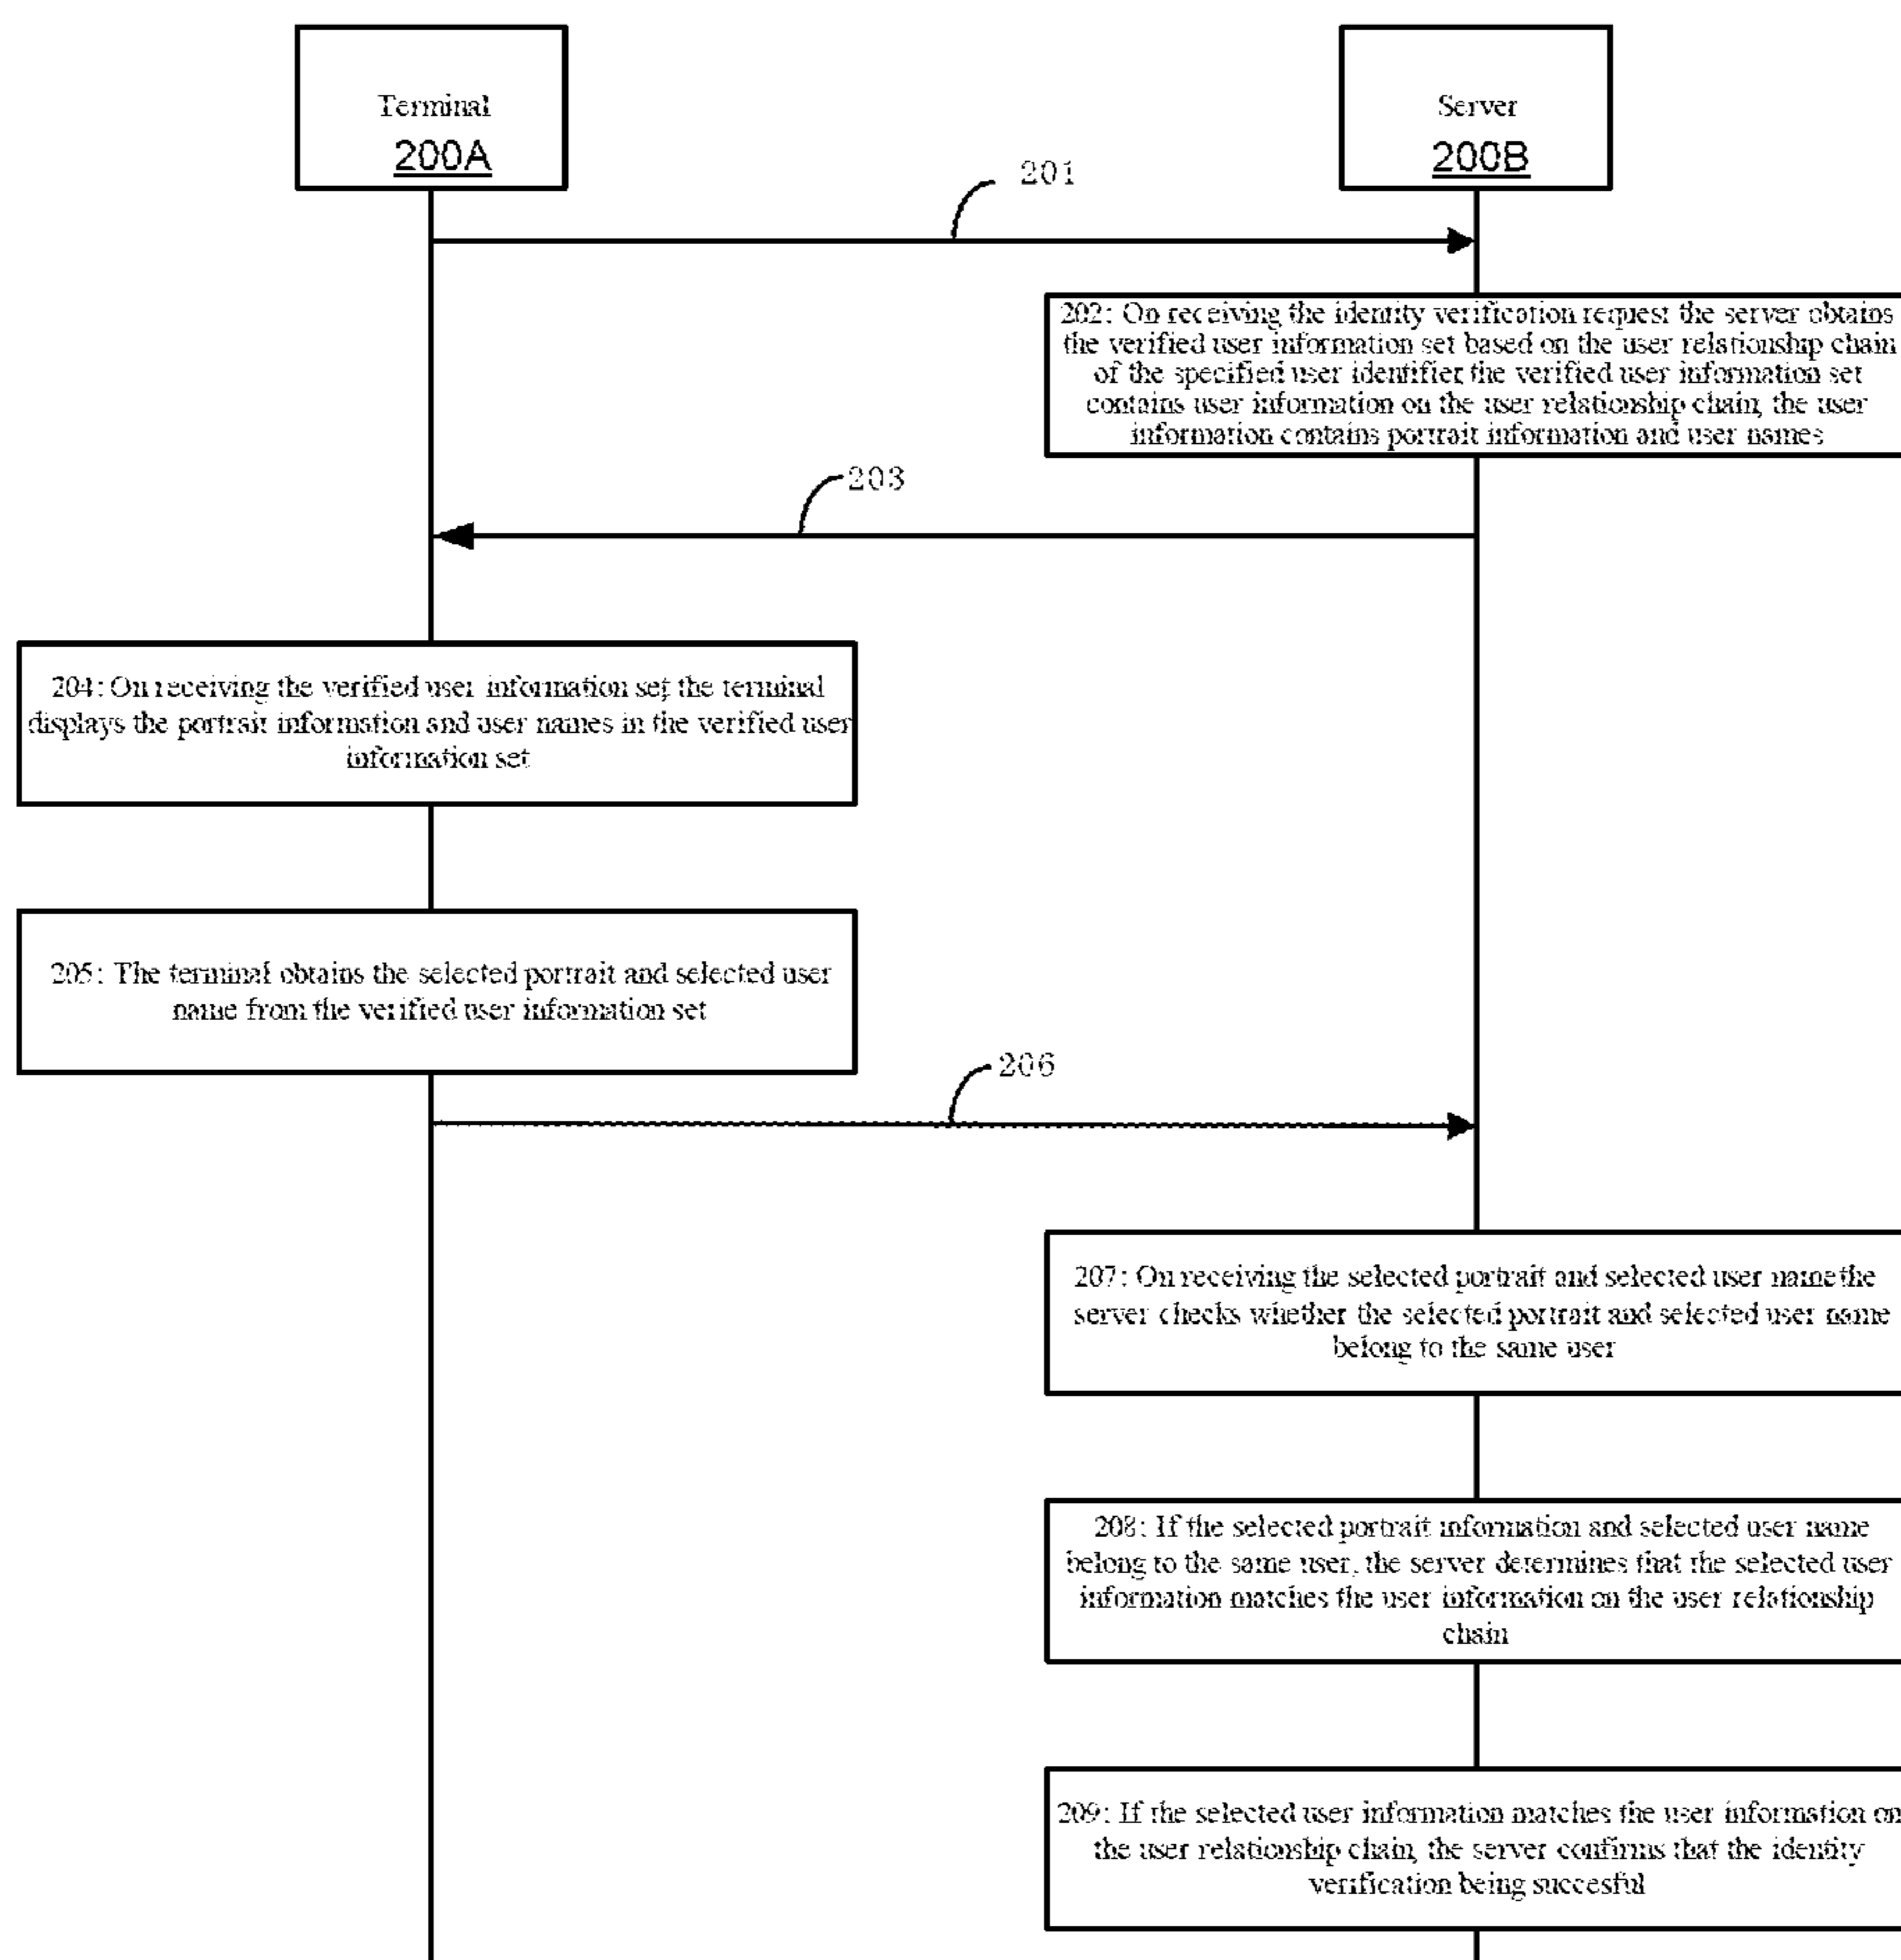 Terminal
200A
Server
200B
201
202: On receiving the identity verification request the server obtains
the verified user information set based on the user relationship chain
of the specified user identifier, the verified user information set
contains user information on the user relationship chain, the user
information contains portrait information and user names
203
204: On receiving the verified user information set, the terminal
displays the portrait information and user names in the verified user
information set
205: The terminal obtains the selected portrait and selected user
name from the verified user information set
206
207: On receiving the selected portrait and selected user name the
server checks whether the selected portrait and selected user name
belong to the same user
208: If the selected portrait information and selected user name
belong to the same user, the server determines that the selected user
information matches the user information on the user relationship
chain
209: If the selected user information matches the user information on
the user relationship chain, the server confirms that the identity
verification being succesful